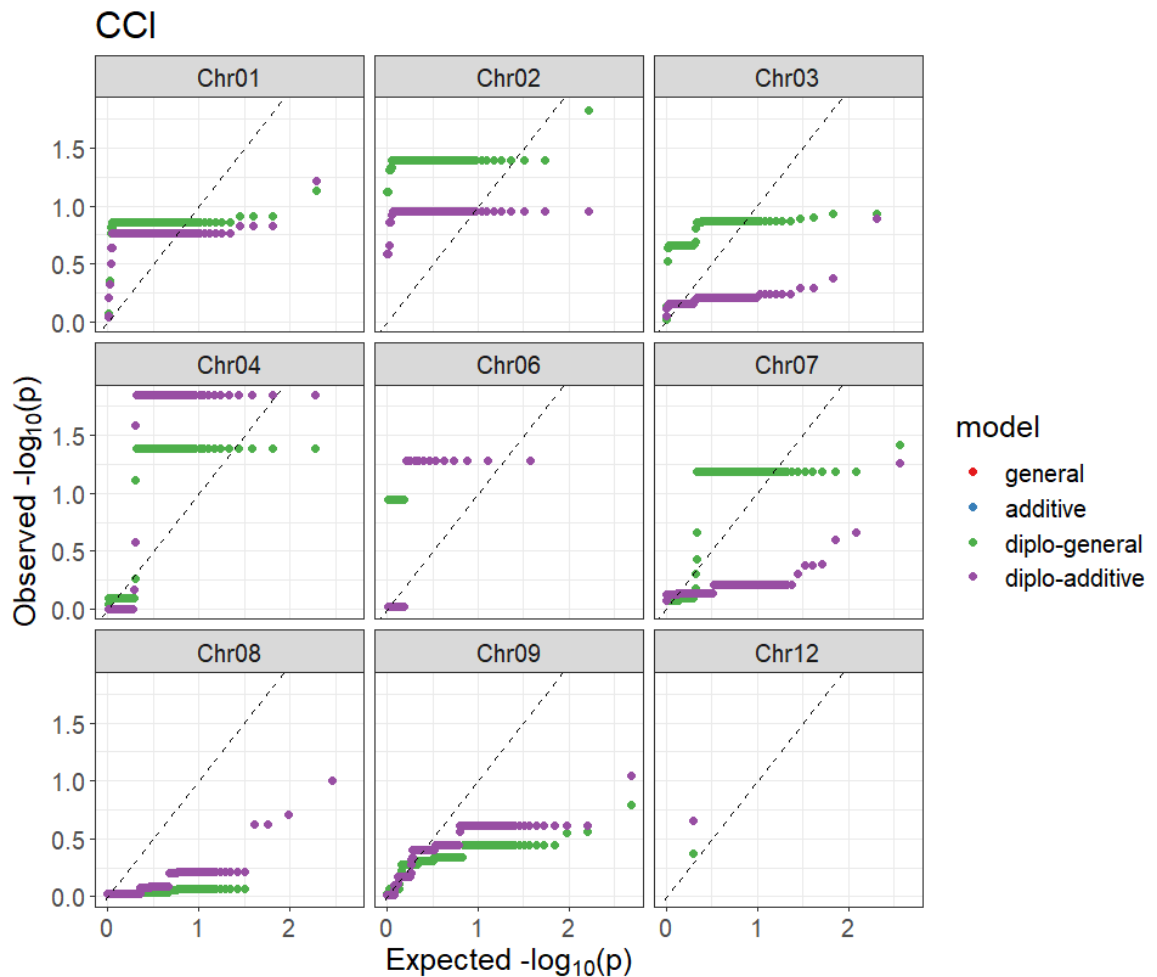 CCI
Chr01 Chr02 Chr03
1.5
1.0
0.5
0.0
Chr04 Chr06 Chr07
1.5
1.0
0.5
0.0
Chr08 Chr09 Chr12
1.5
1.0
0.5
0.0
0 1 2 0 1 2 0 1 2
Observed -log₁₀(p)
Expected -log₁₀(p)
model
general
additive
diplo-general
diplo-additive